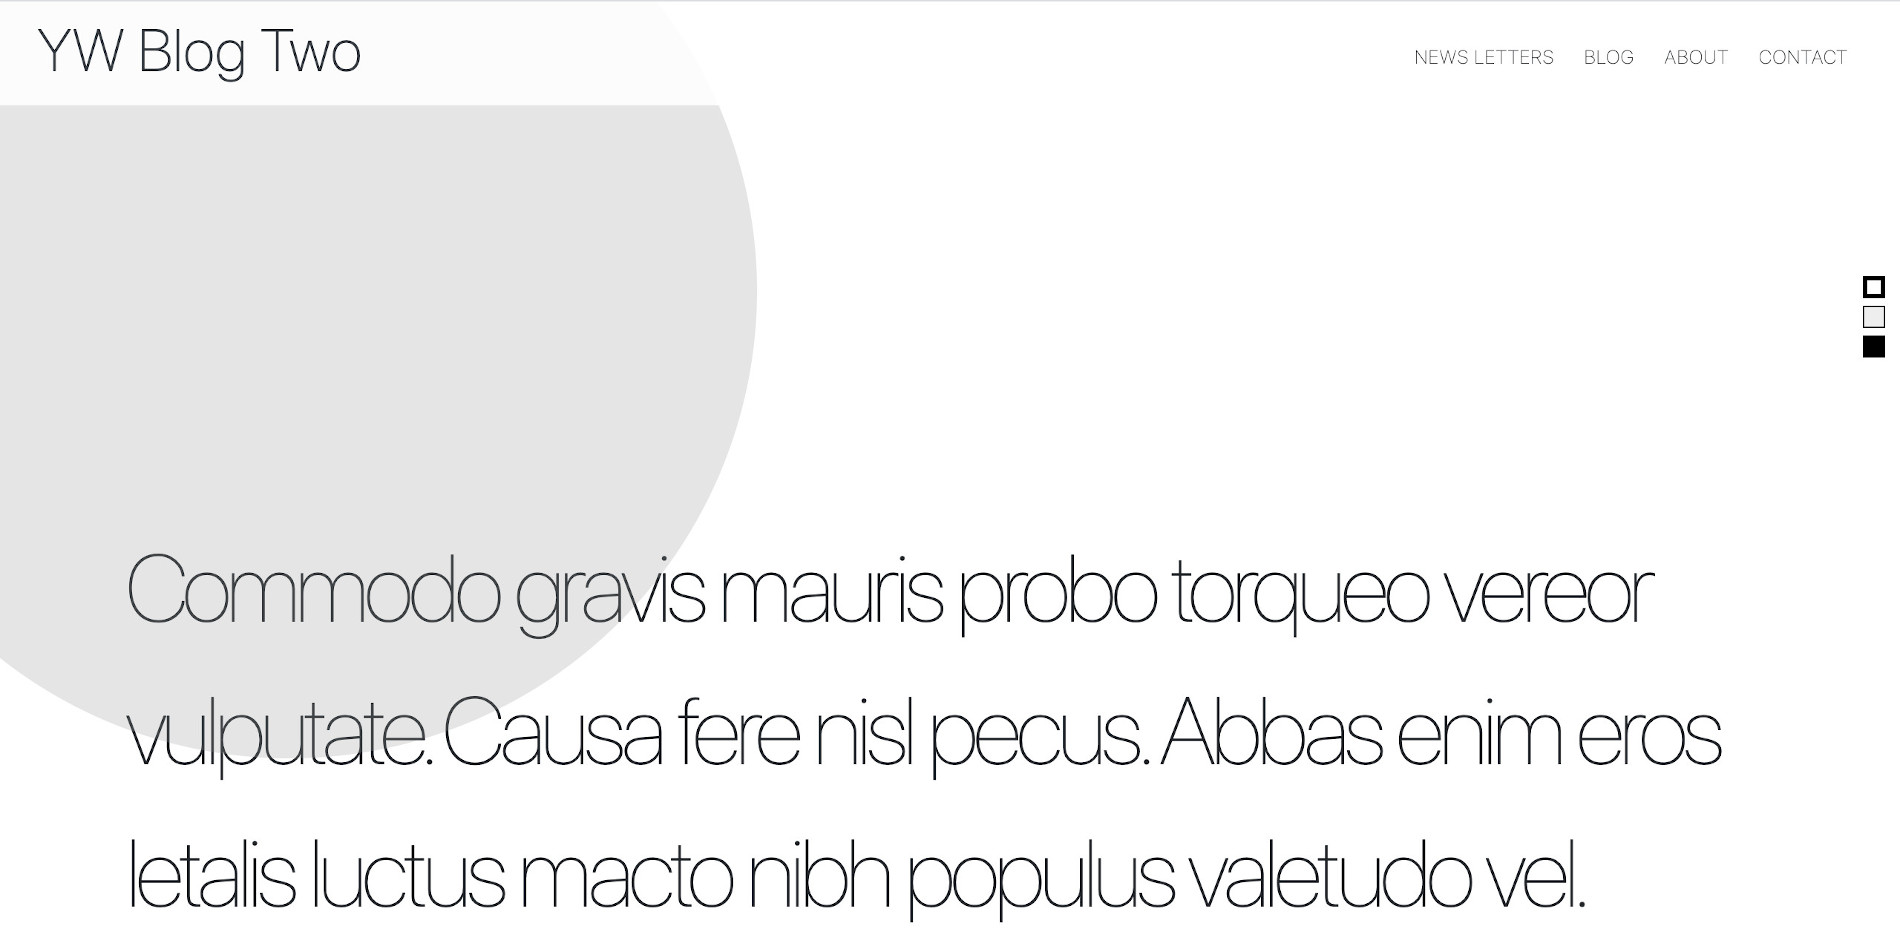 YW Blog Two
NEWS LETTERS BLOG ABOUT CONTACT
Commodo gravis mauris probo torqueo vereor
vulputate. Causa fere nisl pecus. Abbas enim eros
letalis luctus macto nibh populus valetudo vel.